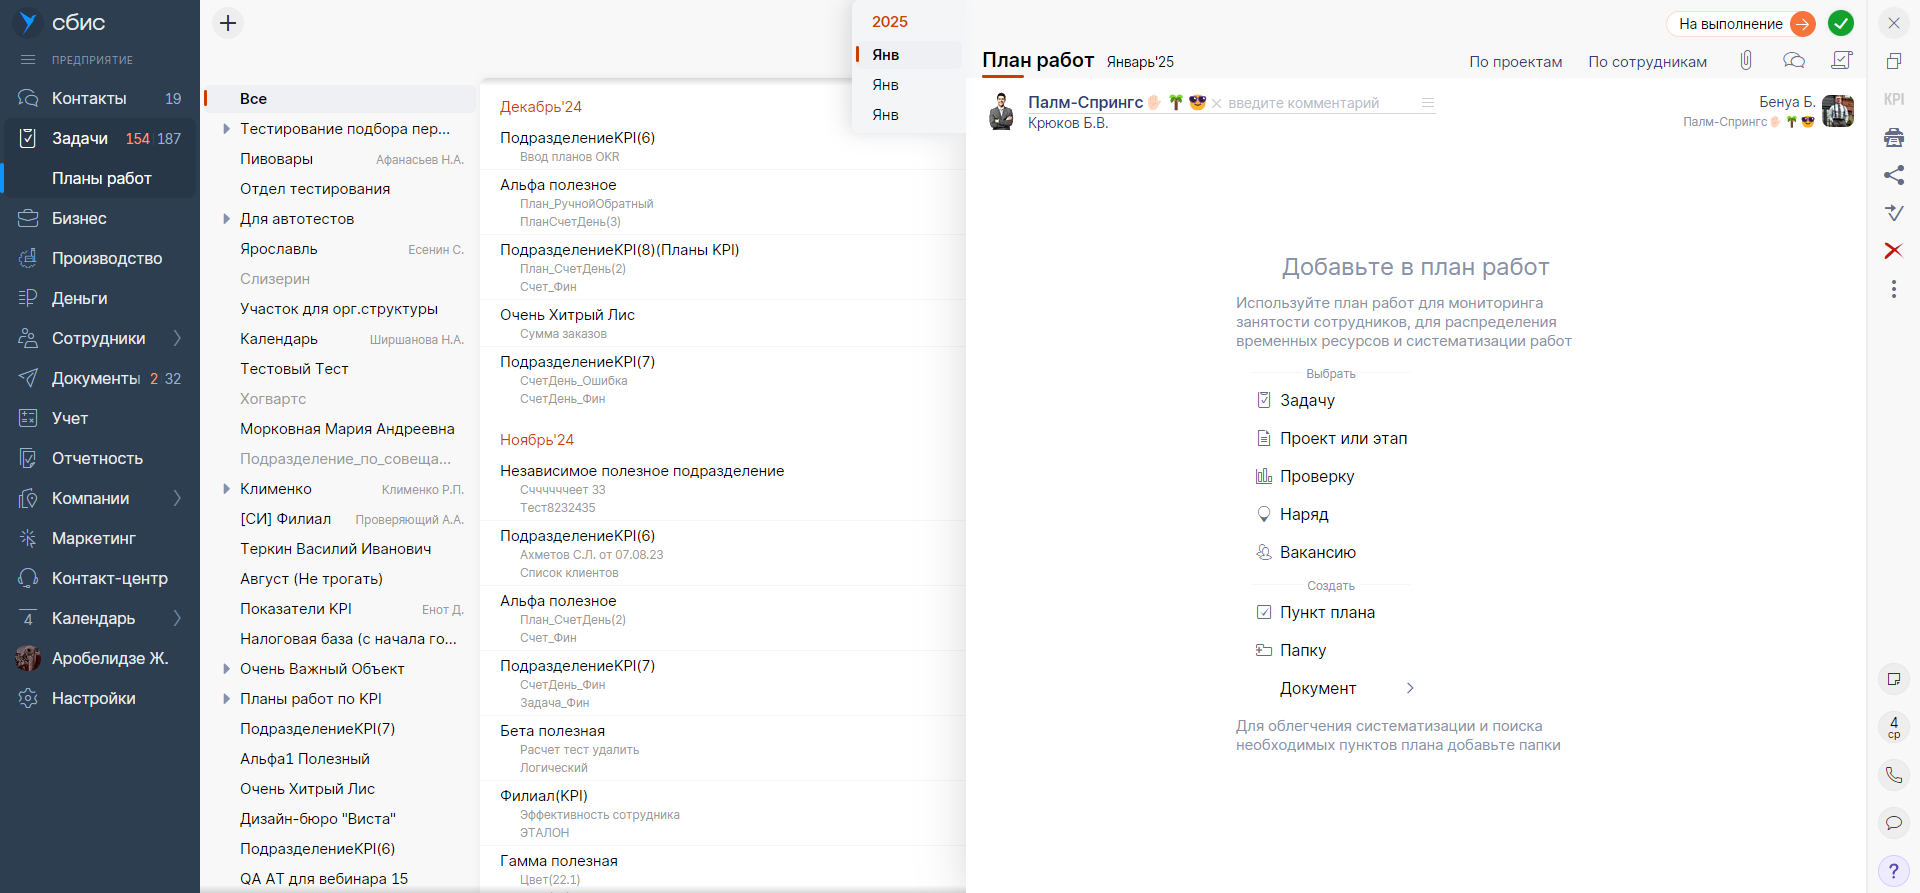 сбис
ПРЕДПРИЯТИЕ
Контакты 19
Задачи 154 187
Планы работ
Бизнес
Производство
Деньги
Сотрудники
Документы 2 32
Учет
Отчетность
Компании
Маркетинг
Контакт-центр
4 Календарь
Аробелидзе Ж.
Настройки
Все
Тестирование подбора пер...
Пивовары Афанасьев Н.А.
Отдел тестирования
Для автотестов
Ярославль Есенин С.
Слизерин
Участок для орг.структуры
Календарь Ширшанова Н.А.
Тестовый Тест
Хогвартс
Морковная Мария Андреевна
Подразделение_по_совеща...
Клименко Клименко Р.П.
[СИ] Филиал Проверяющий А.А.
Теркин Василий Иванович
Август (Не трогать)
Показатели KPI Енот Д.
Налоговая база (с начала го...
Очень Важный Объект
Планы работ по KPI
ПодразделениеKPI(7)
Альфа1 Полезный
Очень Хитрый Лис
Дизайн-бюро "Виста"
ПодразделениеKPI(6)
QA АТ для вебинара 15
Декабрь'24
ПодразделениеKPI(6)
Ввод планов OKR
Альфа полезное
План_РучнойОбратный
ПланСчетДень(3)
ПодразделениеKPI(8)(Планы KPI)
План_СчетДень(2)
Счет_Фин
Очень Хитрый Лис
Сумма заказов
ПодразделениеKPI(7)
СчетДень_Ошибка
СчетДень_Фин
Ноябрь'24
Независимое полезное подразделение
Сччччччеет 33
Тест8232435
ПодразделениеKPI(6)
Ахметов С.Л. от 07.08.23
Список клиентов
Альфа полезное
План_СчетДень(2)
Счет_Фин
ПодразделениеKPI(7)
СчетДень_Фин
Задача_Фин
Бета полезная
Расчет тест удалить
Логический
Филиал(KPI)
Эффективность сотрудника
ЭТАЛОН
Гамма полезная
Цвет(22.1)
2025
Янв
Янв
Янв
На выполнение
План работ Январь'25
По проектам По сотрудникам
Палм-Спрингс введите комментарий
Крюков Б.В.
Бенуа Б.
Палм-Спрингс
Добавьте в план работ
Используйте план работ для мониторинга
занятости сотрудников, для распределения
временных ресурсов и систематизации работ
Выбрать
Задачу
Проект или этап
Проверку
Наряд
Вакансию
Создать
Пункт плана
Папку
Документ
Для облегчения систематизации и поиска
необходимых пунктов плана добавьте папки
KPI
4
ср
?